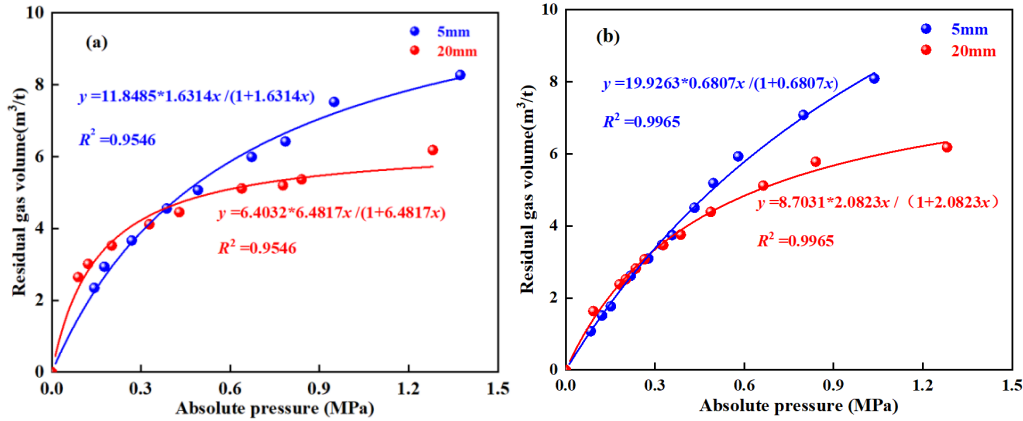 (a)
5mm
20mm
y =11.8485*1.6314x /(1+1.6314x)
R² =0.9546
y =6.4032*6.4817x /(1+6.4817x)
R² =0.9546
Residual gas volume(m³/t)
10
8
6
4
2
0
0.0 0.3 0.6 0.9 1.2 1.5
Absolute pressure (MPa)
(b)
5mm
20mm
y =19.9263*0.6807x /(1+0.6807x)
R² =0.9965
y =8.7031*2.0823x /（1+2.0823x）
R² =0.9965
Residual gas volume (m³/t)
10
8
6
4
2
0
0.0 0.3 0.6 0.9 1.2 1.5
Absolute pressure (MPa)